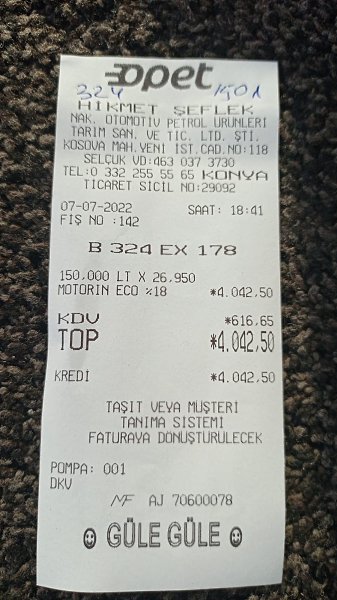 opet
324 150 λ
HİKMET ŞEFLEK
NAK. OTOMOTİV PETROL ÜRÜNLERİ
TARIM SAN. VE TİC. LTD. ŞTİ.
KOSOVA MAH.YENİ İST.CAD.NO:118
SELÇUK VD:463 037 3730
TEL:0 332 255 55 65 KONYA
TİCARET SİCİL NO:29092
07-07-2022 SAAT: 18:41
FİŞ NO :142
B 324 EX 178
150,000 LT X 26,950
MOTORİN ECO %18 *4.042,50
KDV *616,65
TOP *4.042,50
KREDİ *4.042,50
TAŞIT VEYA MÜŞTERİ
TANIMA SİSTEMİ
FATURAYA DÖNÜŞTÜRÜLECEK
POMPA: 001
DKV
MF AJ 70600078
GÜLE GÜLE